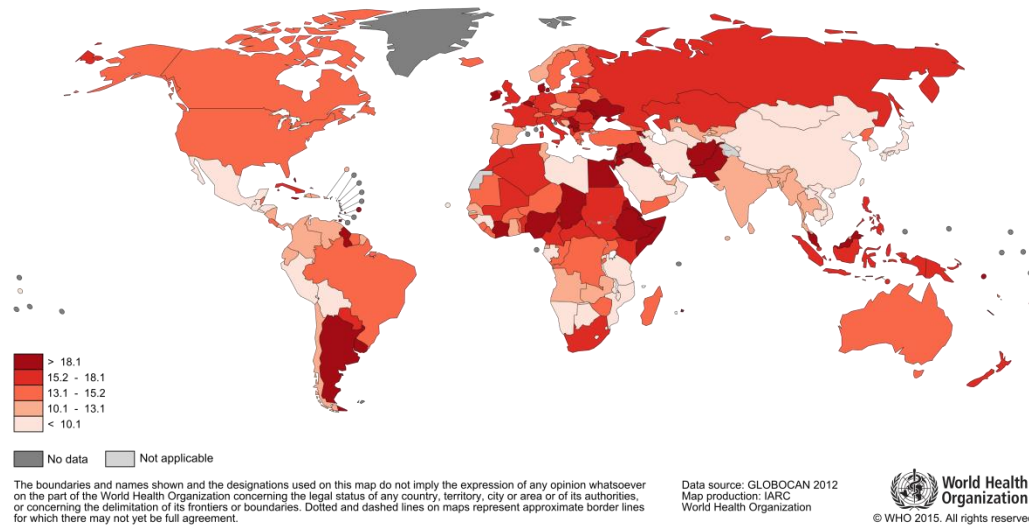 > 18.1
15.2 - 18.1
13.1 - 15.2
10.1 - 13.1
< 10.1
No data
Not applicable
The boundaries and names shown and the designations used on this map do not imply the expression of any opinion whatsoever
on the part of the World Health Organization concerning the legal status of any country, territory, city or area or of its authorities,
or concerning the delimitation of its frontiers or boundaries. Dotted and dashed lines on maps represent approximate border lines
for which there may not yet be full agreement.
Data source: GLOBOCAN 2012
Map production: IARC
World Health Organization
World Health
Organization
© WHO 2015. All rights reserve